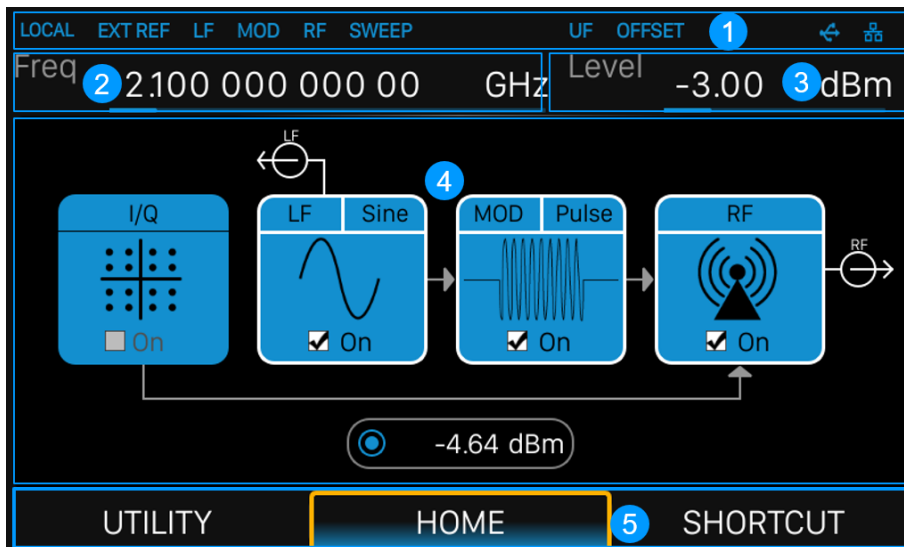 LOCAL EXT REF LF MOD RF SWEEP UF OFFSET 1
Freq 2 2.100 000 000 00 GHz Level -3.00 3 dBm
LF
4
I/Q LF Sine MOD Pulse RF
RF
On On On On
-4.64 dBm
UTILITY HOME 5 SHORTCUT